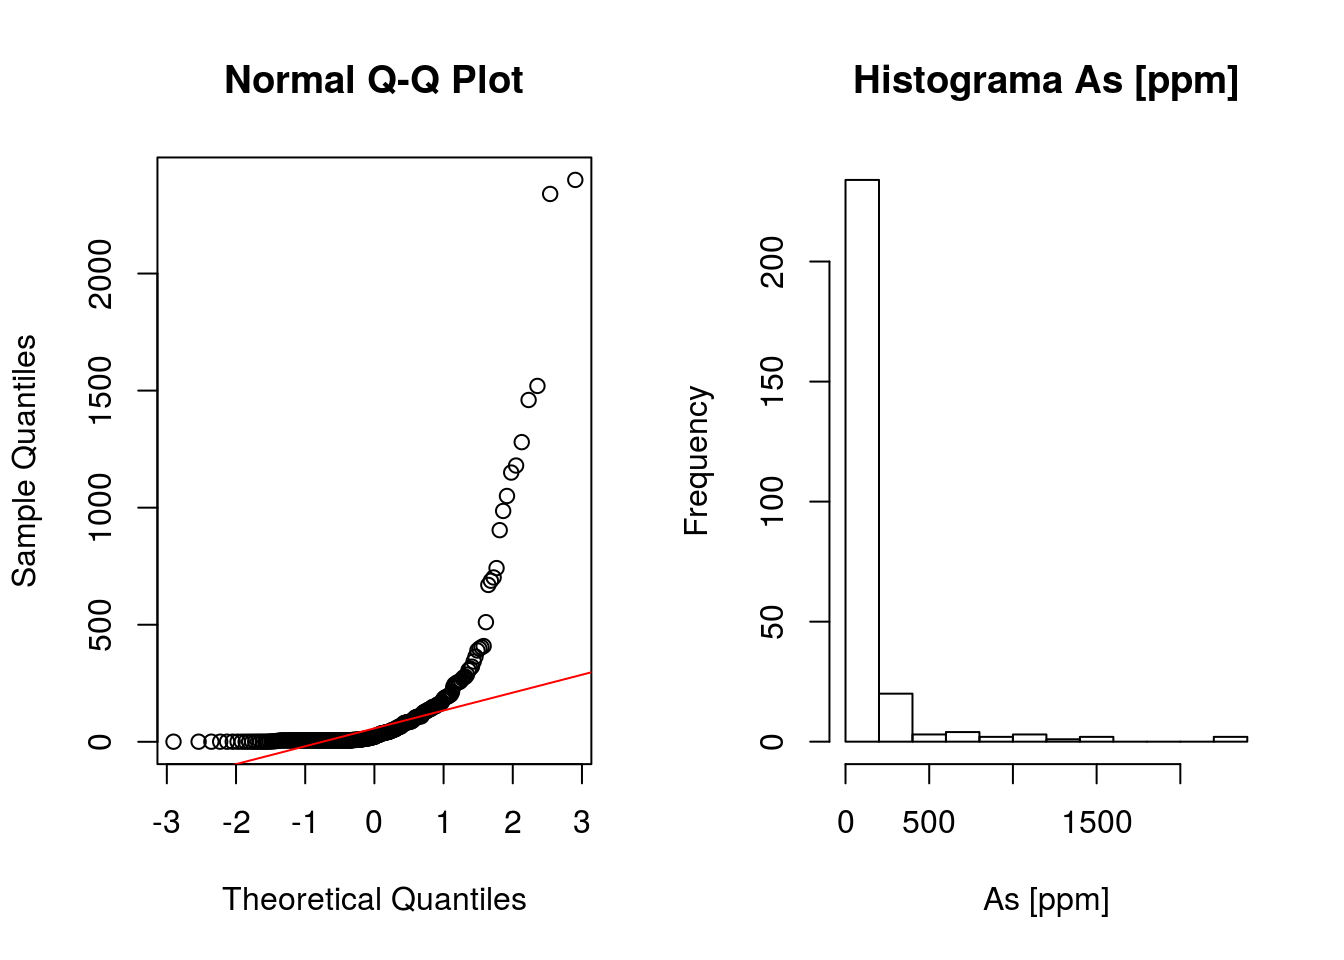 Normal Q-Q Plot
Sample Quantiles
0 500 1000 1500 2000
-3 -2 -1 0 1 2 3
Theoretical Quantiles
Histograma As [ppm]
Frequency
0 50 100 150 200
0 500 1500
As [ppm]